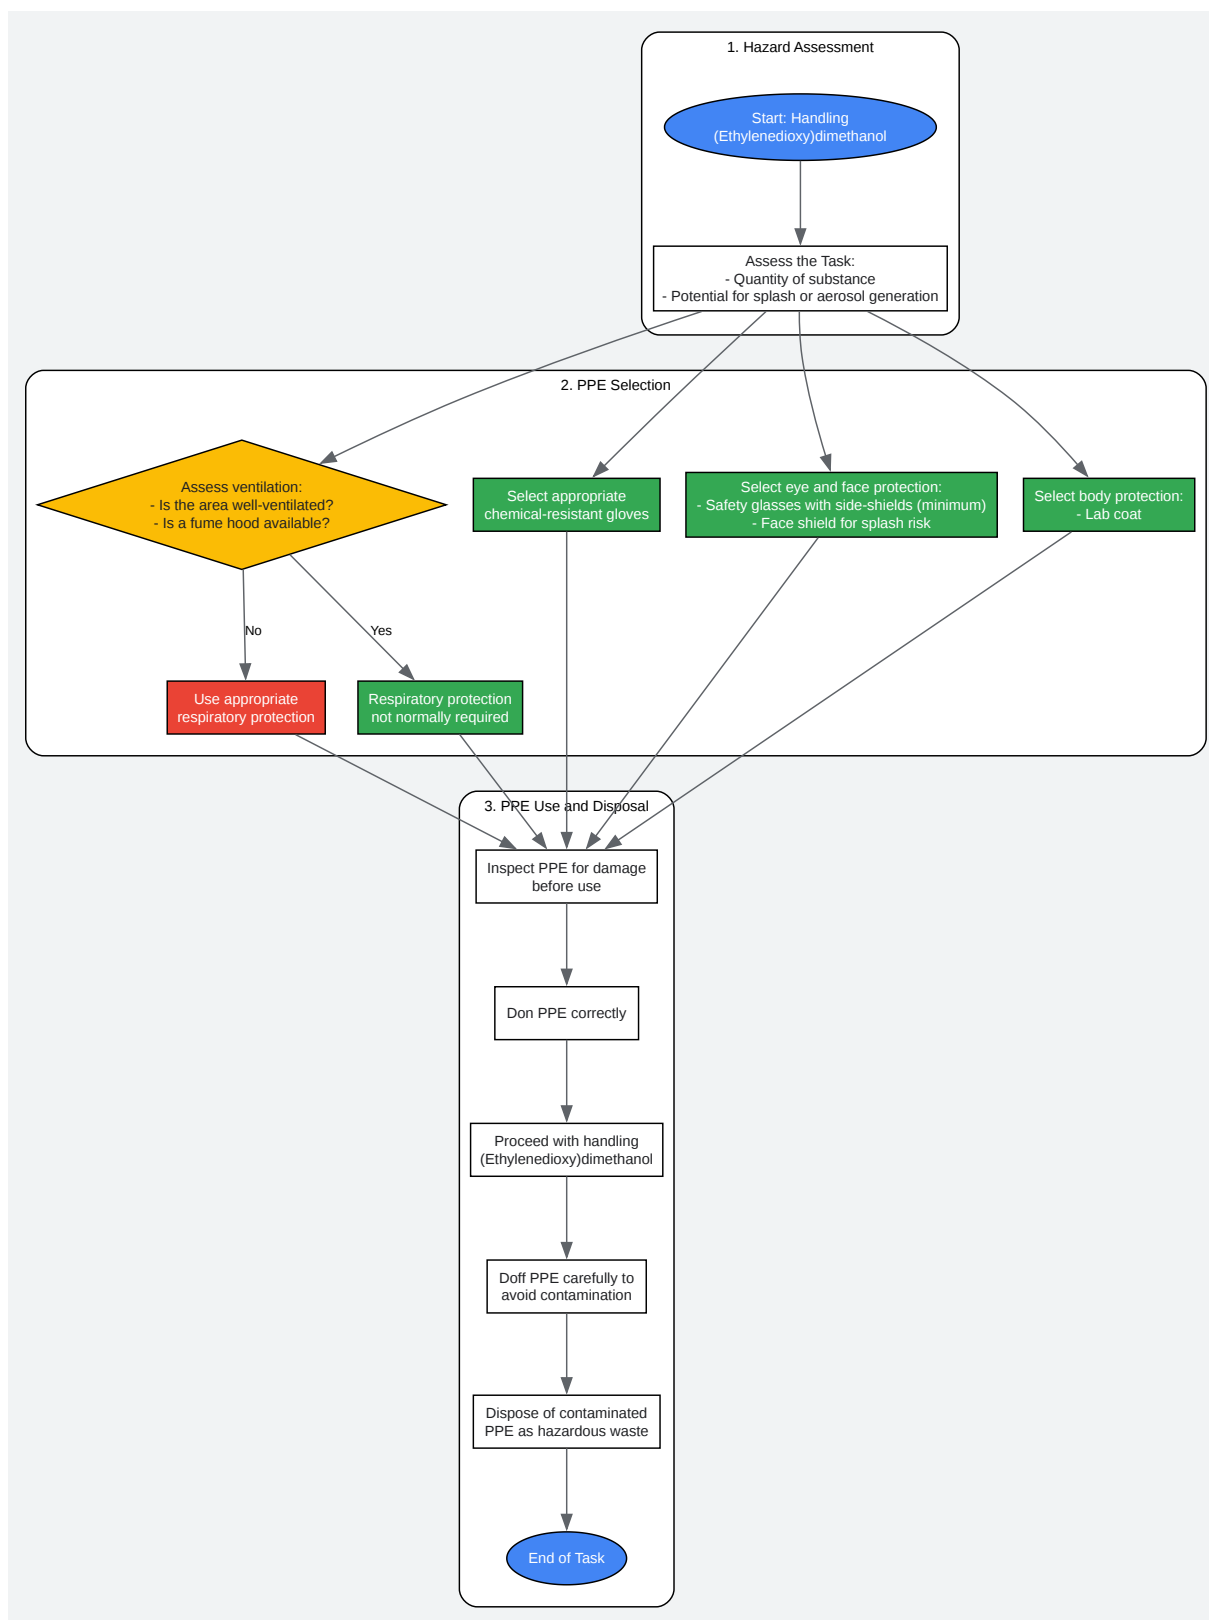 1. Hazard Assessment
Start: Handling
(Ethylenedioxy)dimethanol
Assess the Task:
- Quantity of substance
- Potential for splash or aerosol generation
2. PPE Selection
Assess ventilation:
- Is the area well-ventilated?
- Is a fume hood available?
Select appropriate
chemical-resistant gloves
Select eye and face protection:
- Safety glasses with side-shields (minimum)
- Face shield for splash risk
Select body protection:
- Lab coat
No
Yes
Use appropriate
respiratory protection
Respiratory protection
not normally required
3. PPE Use and Disposal
Inspect PPE for damage
before use
Don PPE correctly
Proceed with handling
(Ethylenedioxy)dimethanol
Doff PPE carefully to
avoid contamination
Dispose of contaminated
PPE as hazardous waste
End of Task